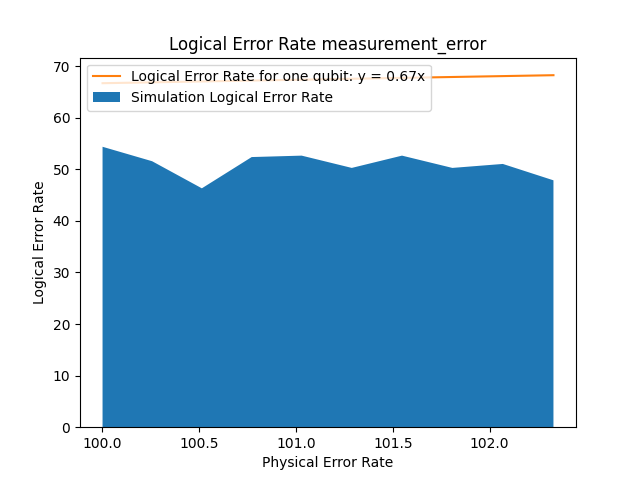 Logical Error Rate measurement_error
Logical Error Rate for one qubit: y = 0.67x
Simulation Logical Error Rate
Logical Error Rate
70
60
50
40
30
20
10
0
100.0 100.5 101.0 101.5 102.0
Physical Error Rate